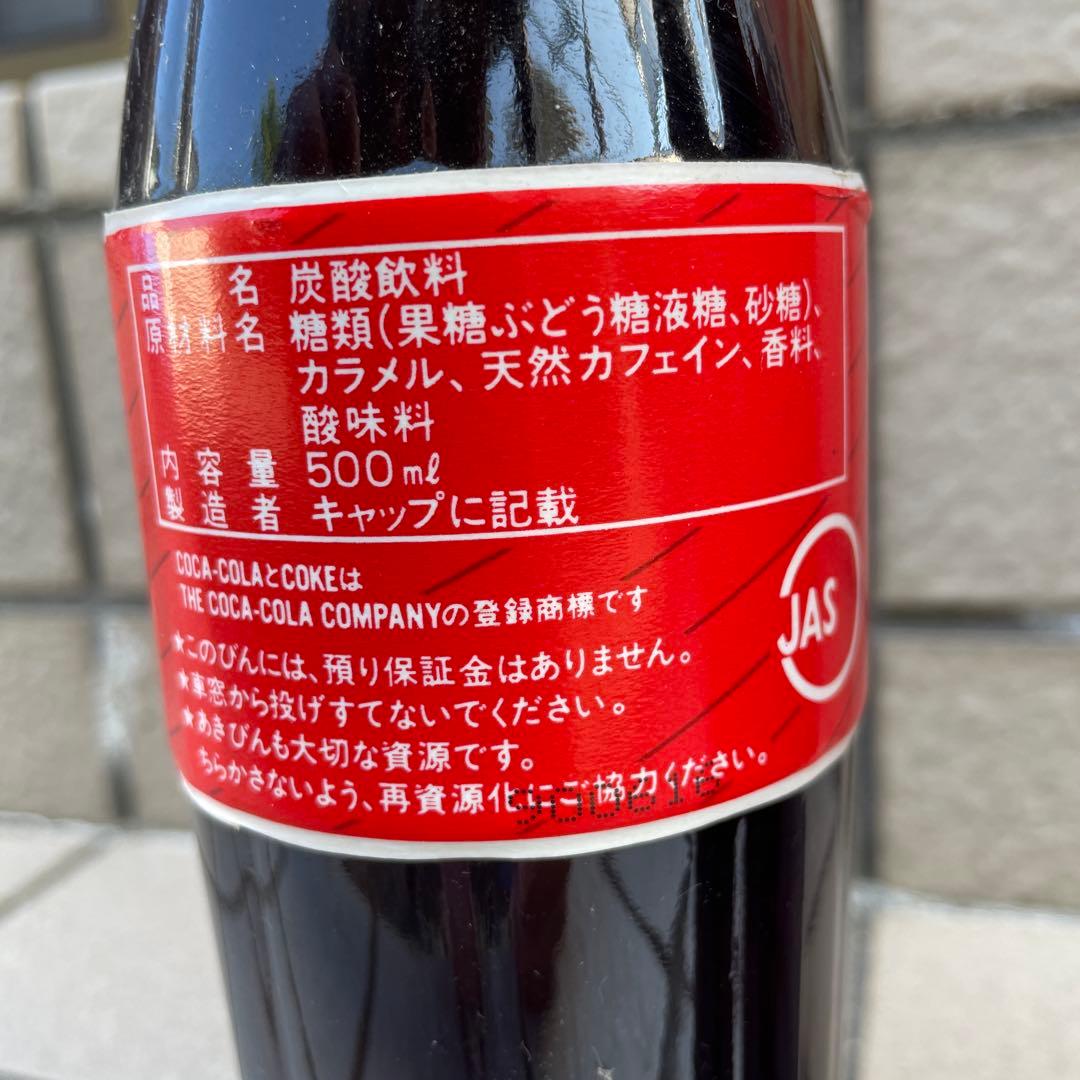 品名 炭酸飲料
原材料名 糖類(果糖ぶどう糖液糖、砂糖)、
カラメル、天然カフェイン、香料、
酸味料
内容量 500ml
製造者 キャップに記載
COCA-COLAとCOKEは
THE COCA-COLA COMPANYの登録商標です
★このびんには、預り保証金はありません。
★車窓から投げすてないでください。
★あきびんも大切な資源です。
ちらかさないよう、再資源化にご協力ください。
JAS